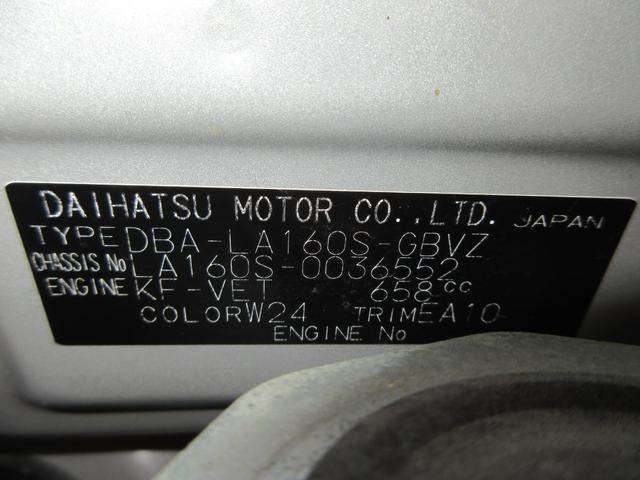 DAIHATSU MOTOR CO.,LTD. JAPAN
TYPE DBA-LA160S-GBVZ
CHASSIS No LA160S-0036552
ENGINE KF-VET 658cc
COLOR W24 TRIM EA10
ENGINE No